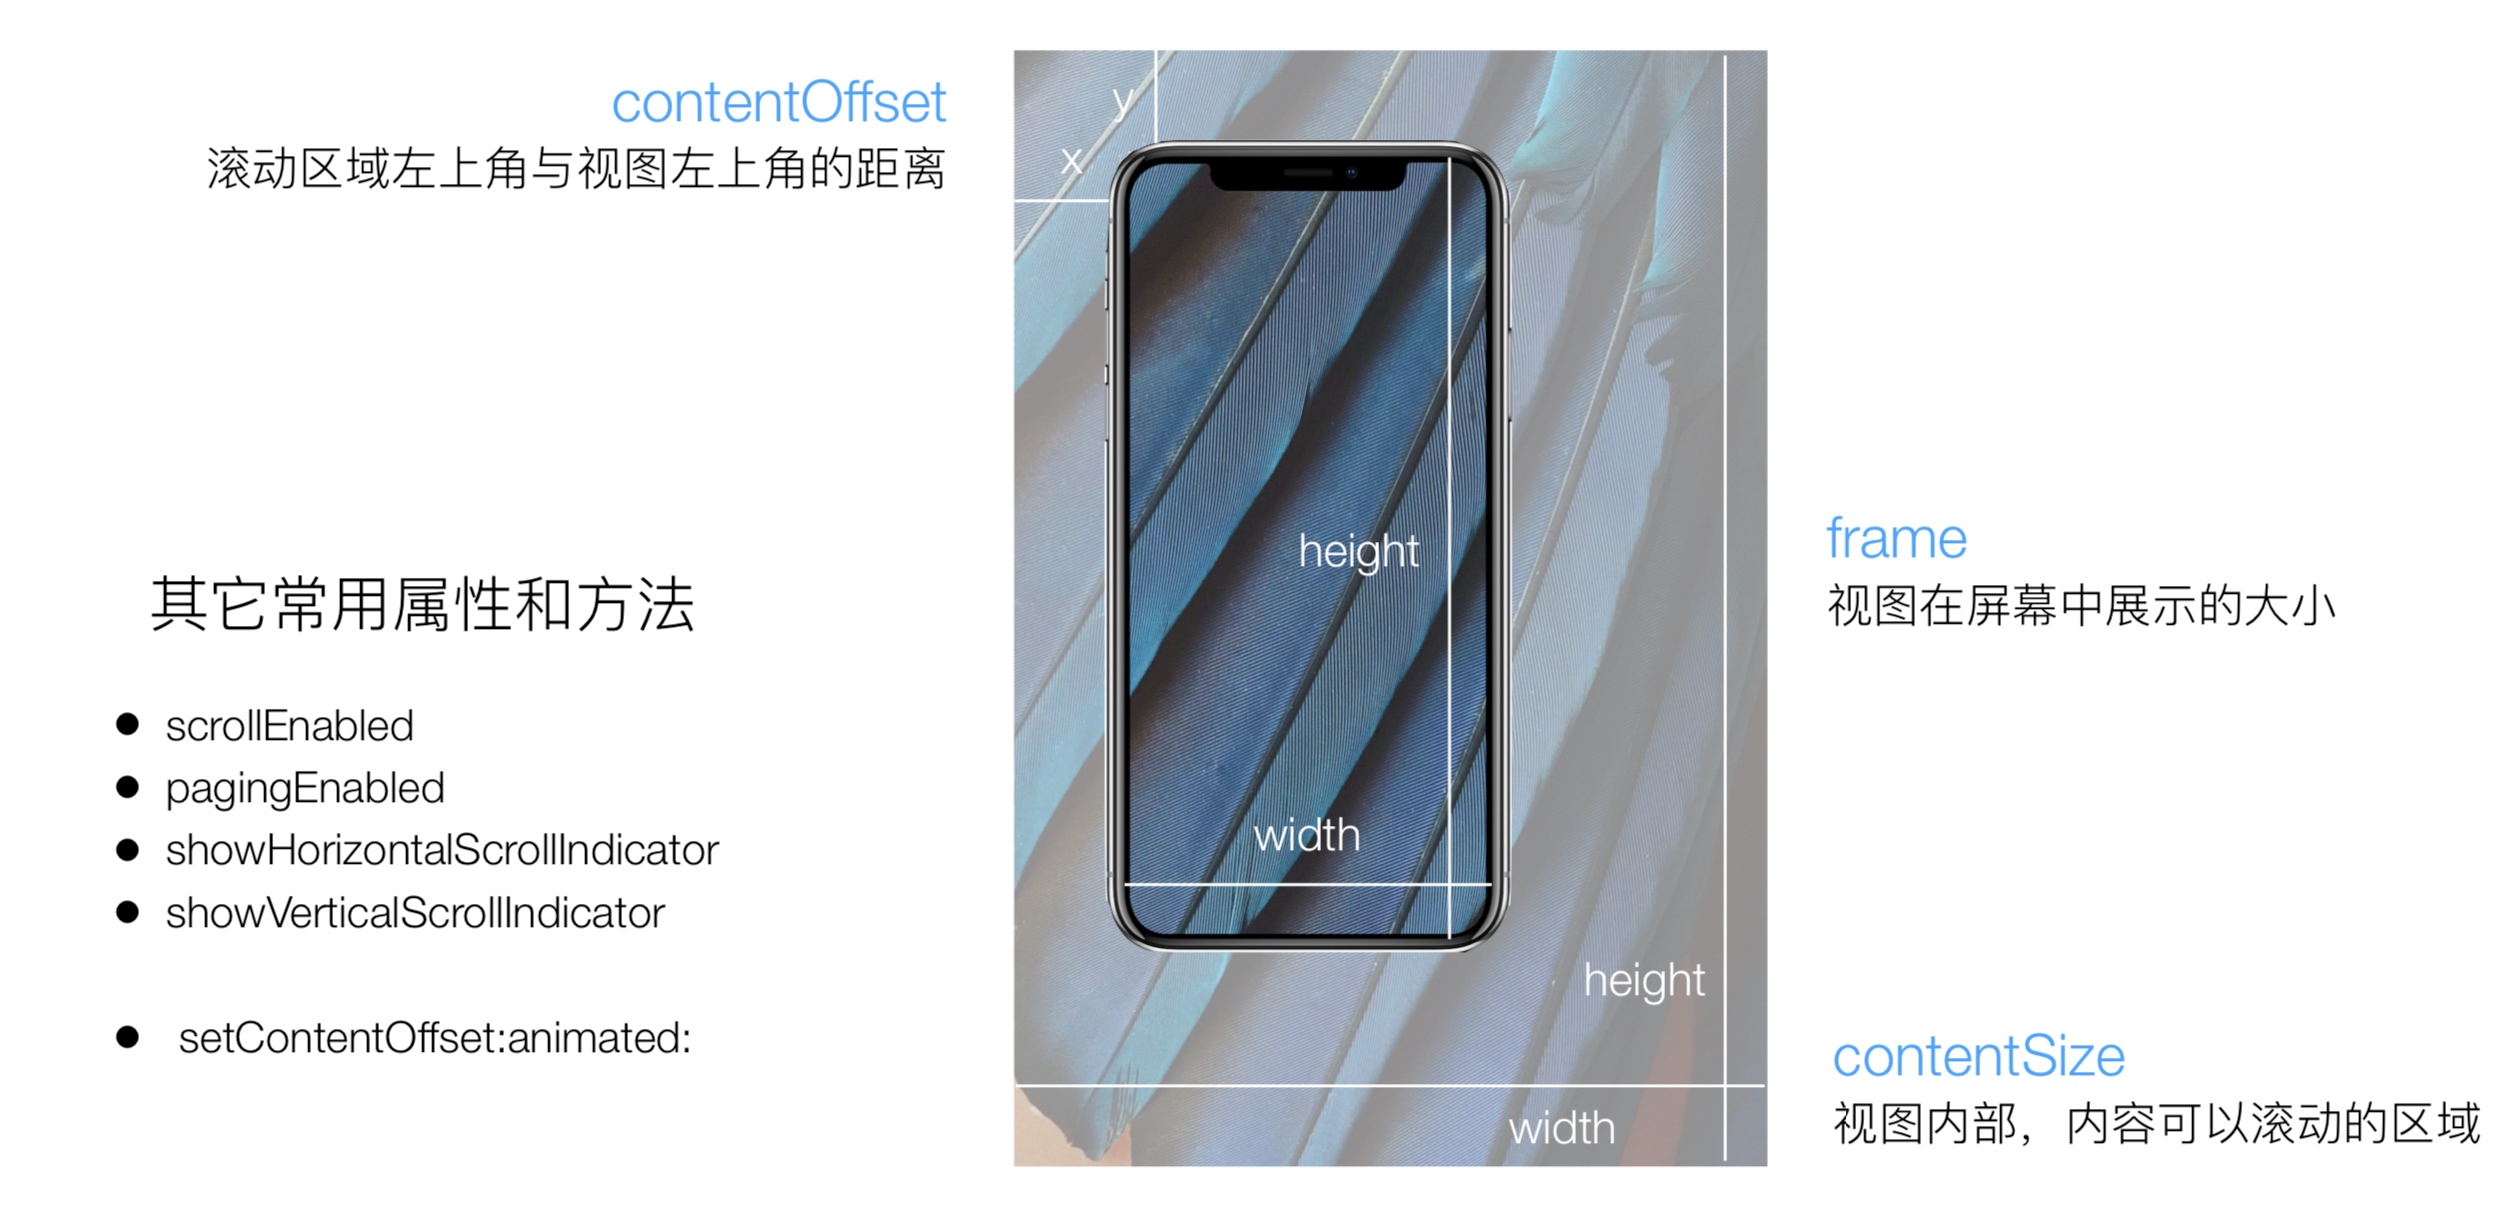 contentOffset
滚动区域左上角与视图左上角的距离
其它常用属性和方法
● scrollEnabled
● pagingEnabled
● showHorizontalScrollIndicator
● showVerticalScrollIndicator
● setContentOffset:animated:
y
x
height
width
height
width
frame
视图在屏幕中展示的大小
contentSize
视图内部，内容可以滚动的区域